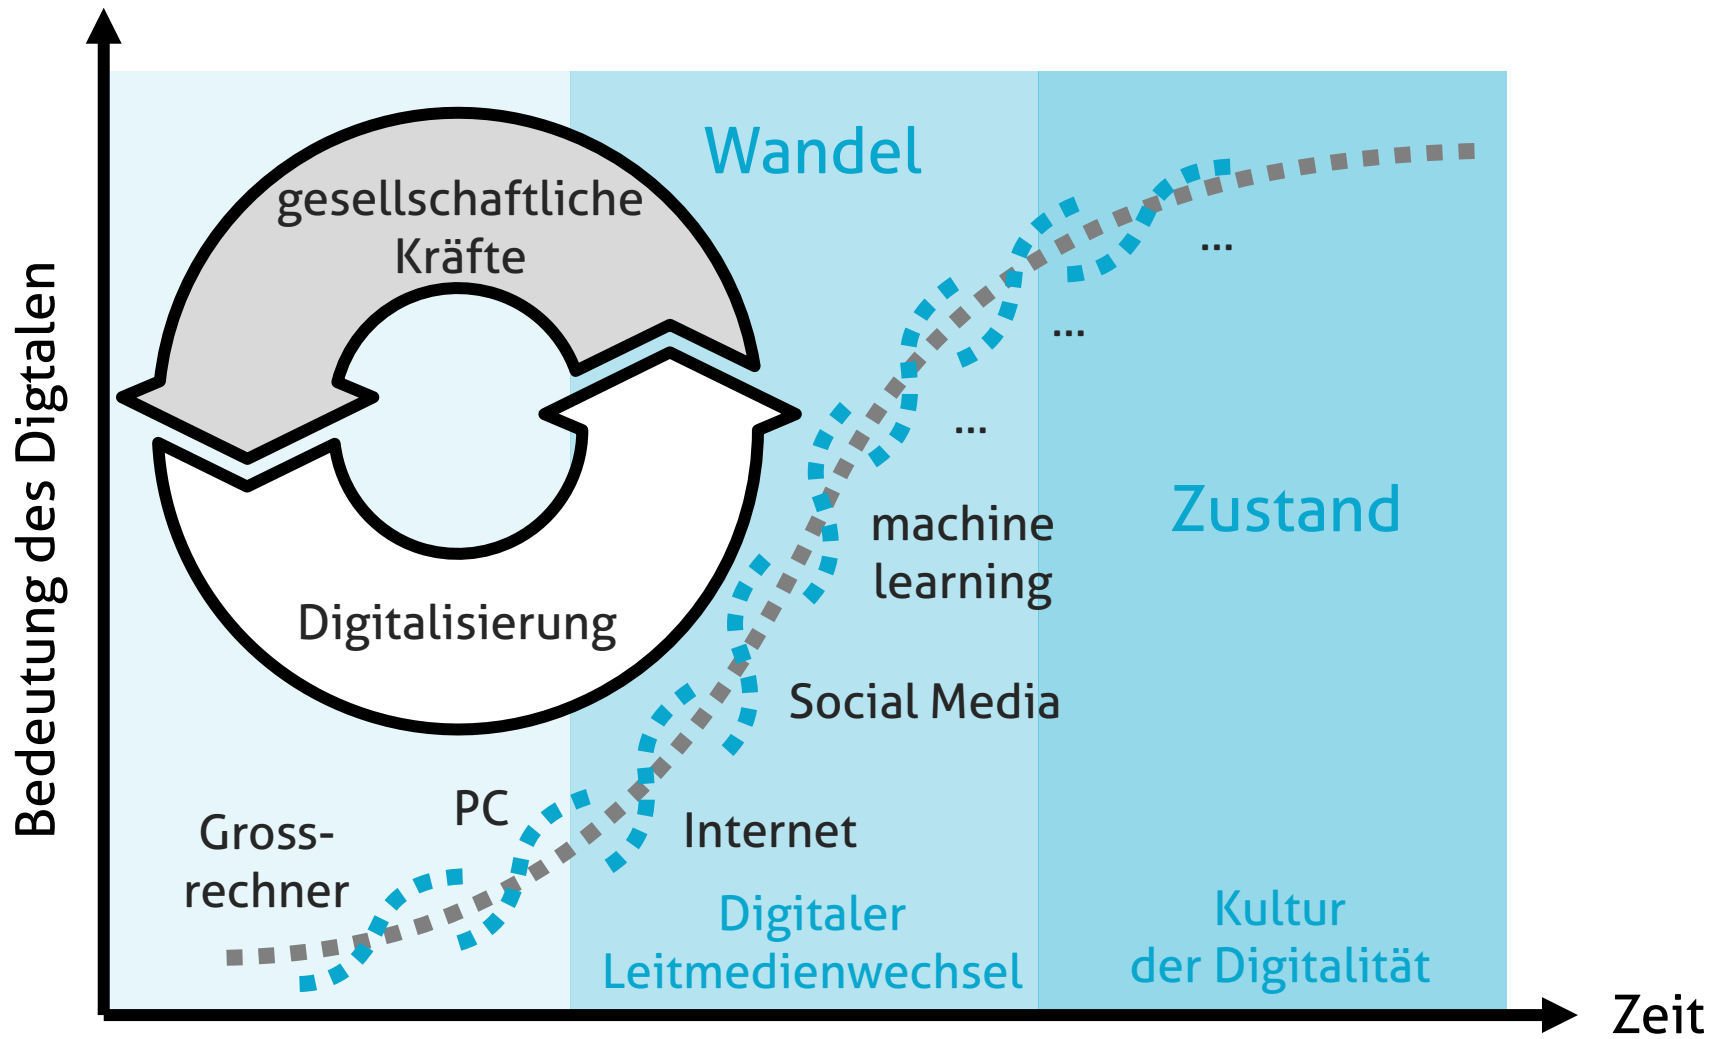 Bedeutung des Digtalen
gesellschaftliche
Kräfte
Digitalisierung
Wandel
Zustand
Gross-
rechner
PC
Internet
Social Media
machine
learning
...
...
...
Digitaler
Leitmedienwechsel
Kultur
der Digitalität
Zeit